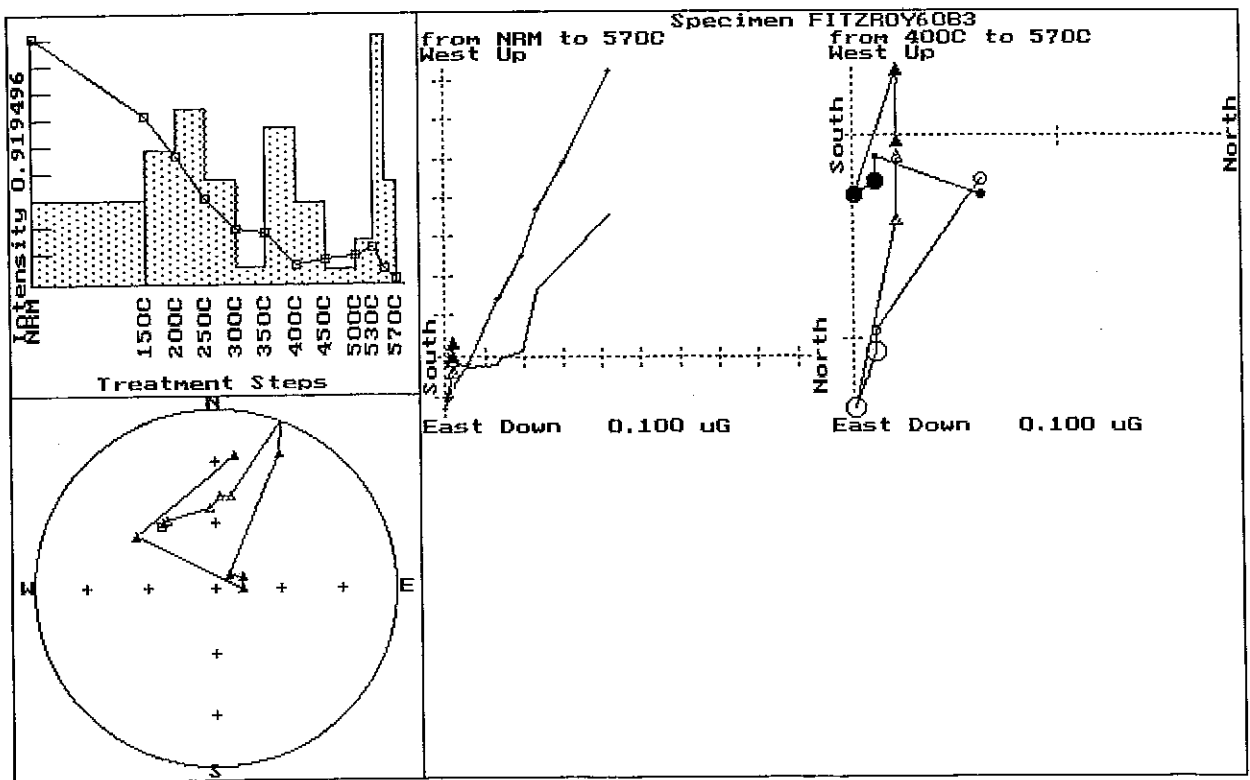 Specimen FITZROY60B3
from NRM to 570C
West Up
South
North
East Down 0.100 uG
from 400C to 570C
West Up
South
North
East Down 0.100 uG
Intensity 0.919496
NRM
150C
200C
250C
300C
350C
400C
450C
500C
530C
570C
Treatment Steps
N
W
E
S